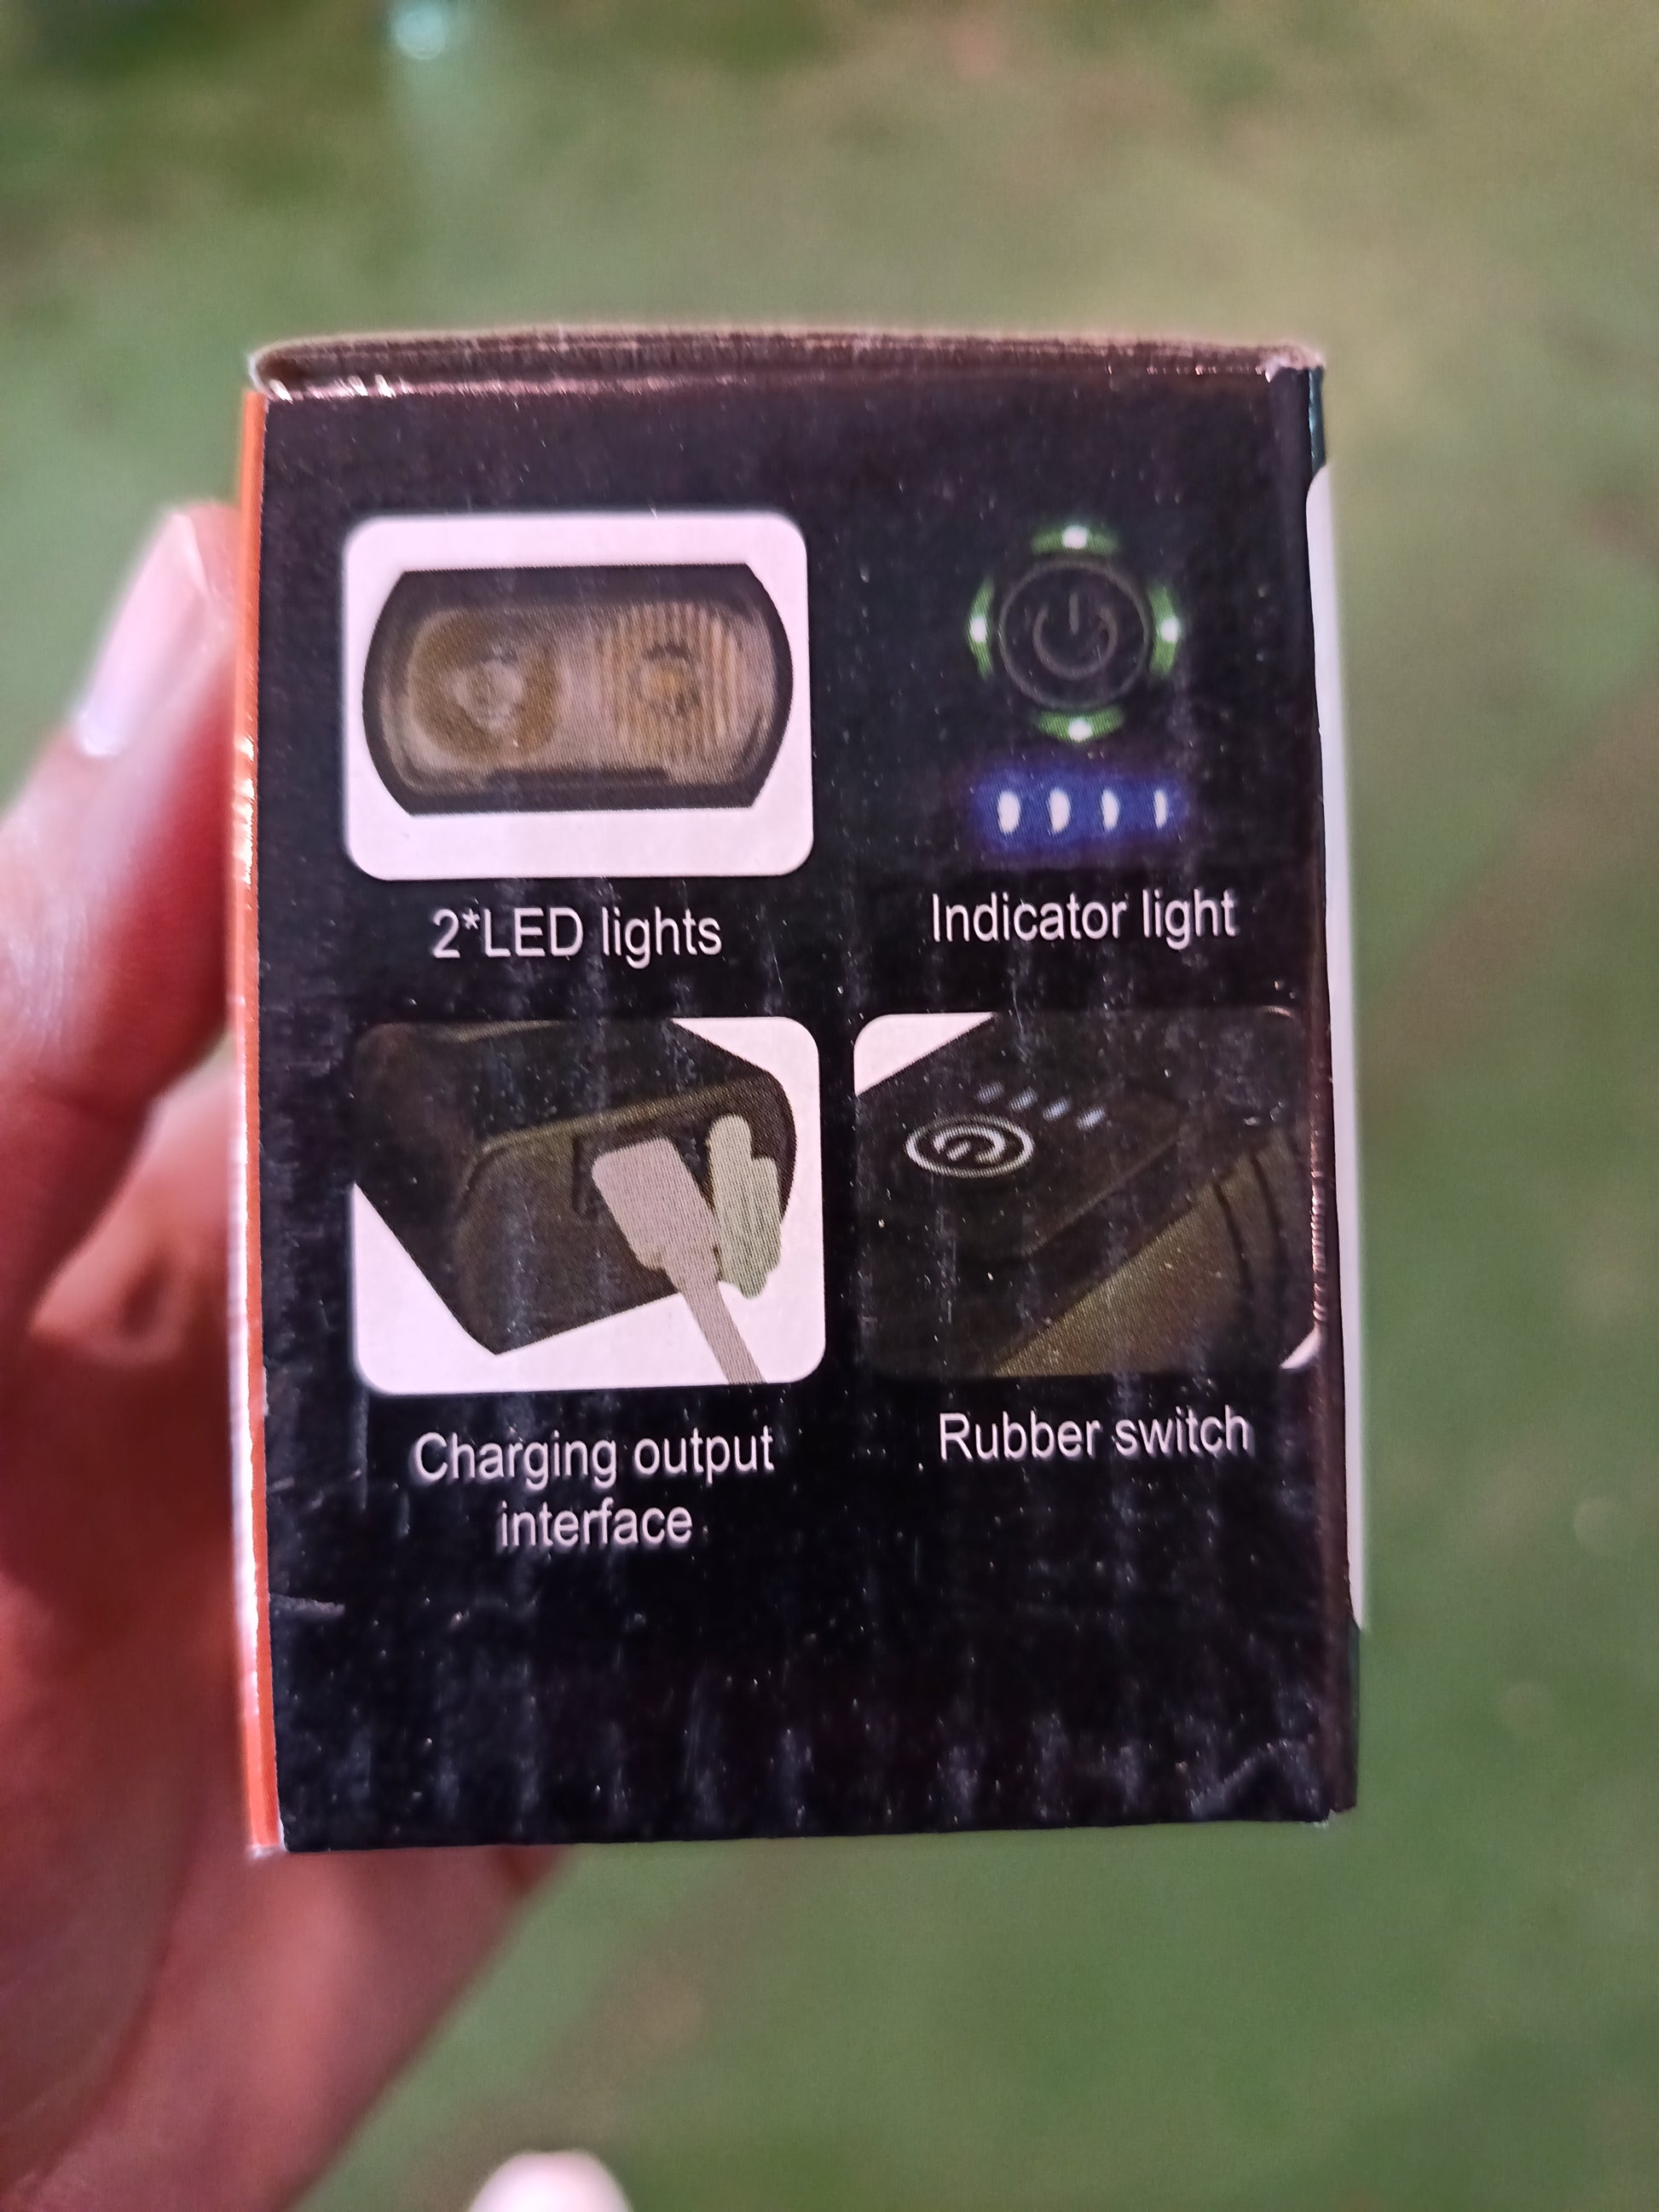 2*LED lights
Indicator light
Charging output
interface
Rubber switch